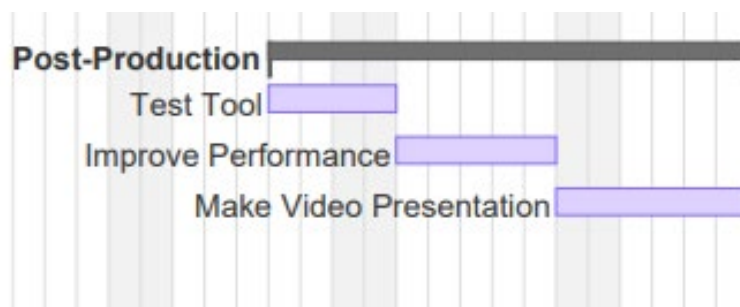 Post-Production
Test Tool
Improve Performance
Make Video Presentation